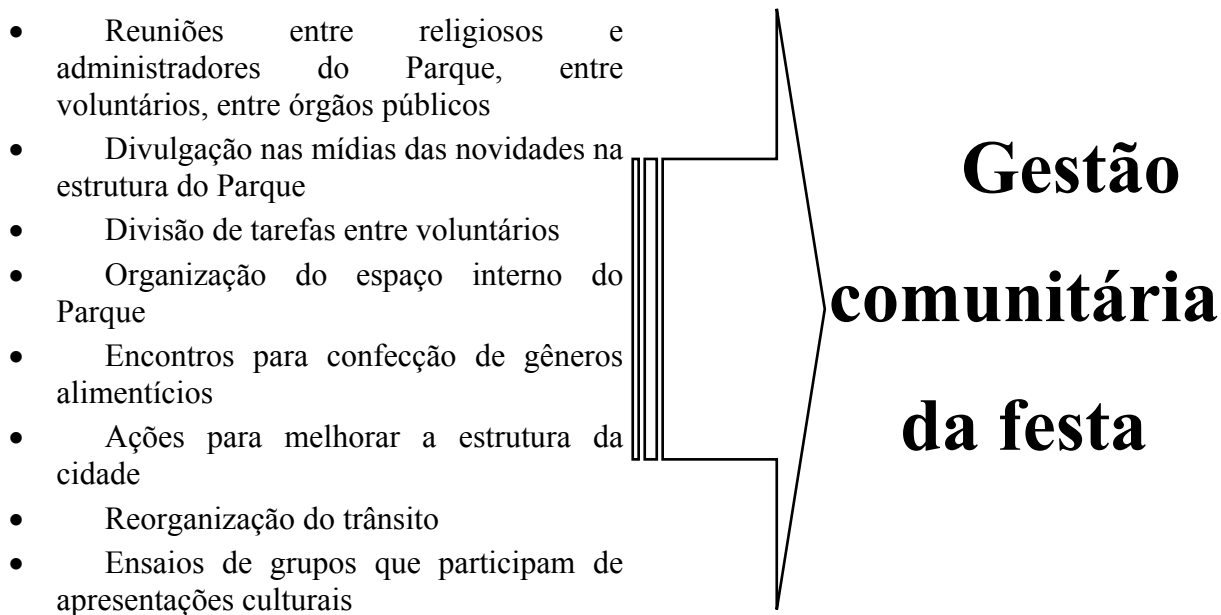 • Reuniões entre religiosos e
administradores do Parque, entre
voluntários, entre órgãos públicos
• Divulgação nas mídias das novidades na
estrutura do Parque
• Divisão de tarefas entre voluntários
• Organização do espaço interno do
Parque
• Encontros para confecção de gêneros
alimentícios
• Ações para melhorar a estrutura da
cidade
• Reorganização do trânsito
• Ensaios de grupos que participam de
apresentações culturais
Gestão
comunitária
da festa